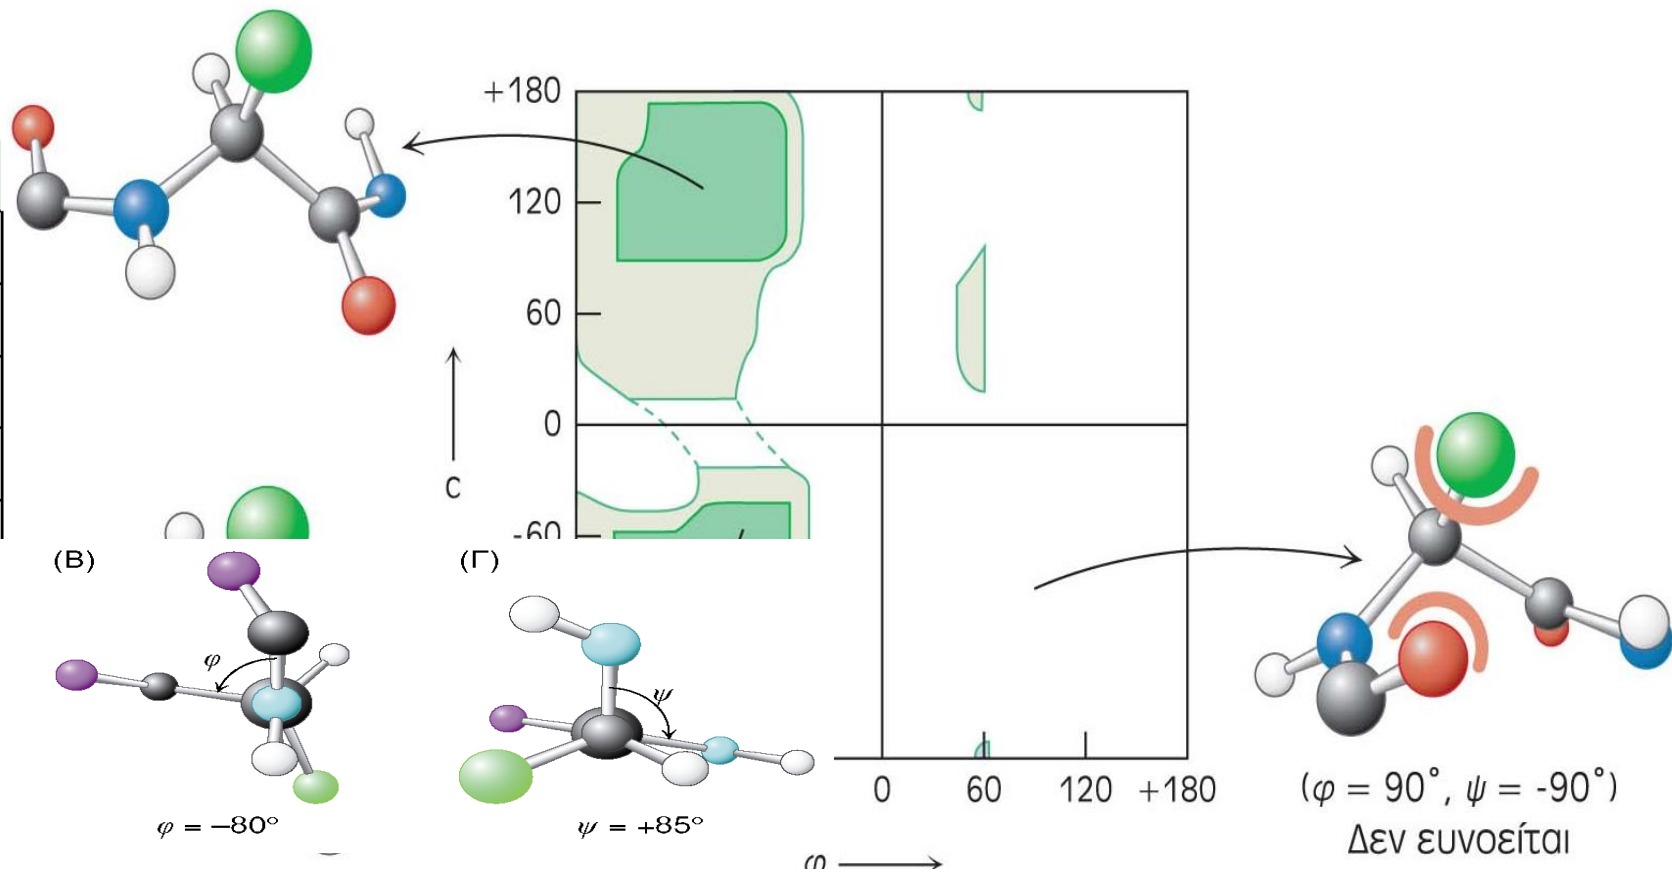 +180
120
60
0
c
-60
(Β)
(Γ)
φ
ψ
φ = −80°
ψ = +85°
0
60
120
+180
φ
(φ = 90°, ψ = -90°)
Δεν ευνοείται